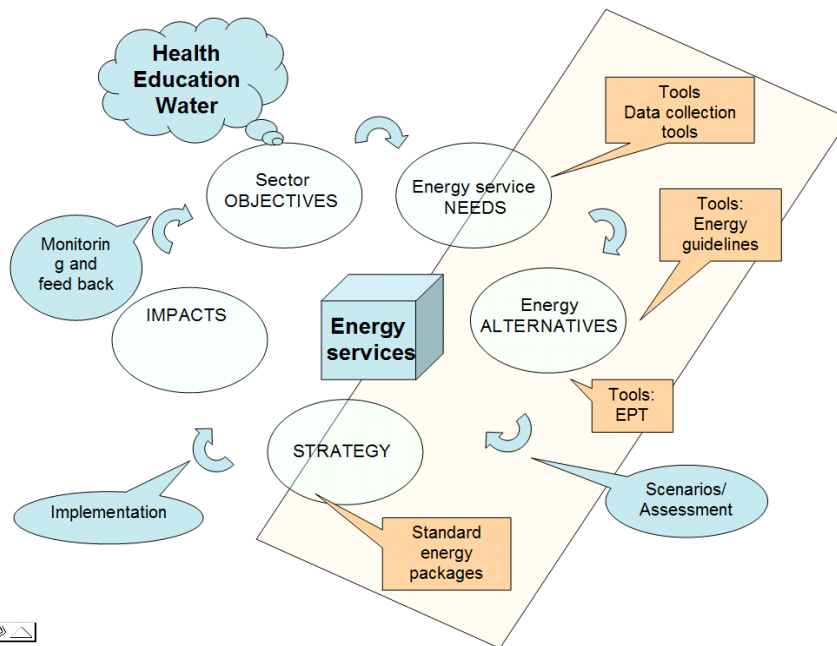 Health
Education
Water
Tools
Data collection
tools
Sector
OBJECTIVES
Energy service
NEEDS
Tools:
Energy
guidelines
Monitorin
g and
feed back
IMPACTS
Energy
services
Energy
ALTERNATIVES
Tools:
EPT
STRATEGY
Scenarios/
Assessment
Implementation
Standard
energy
packages